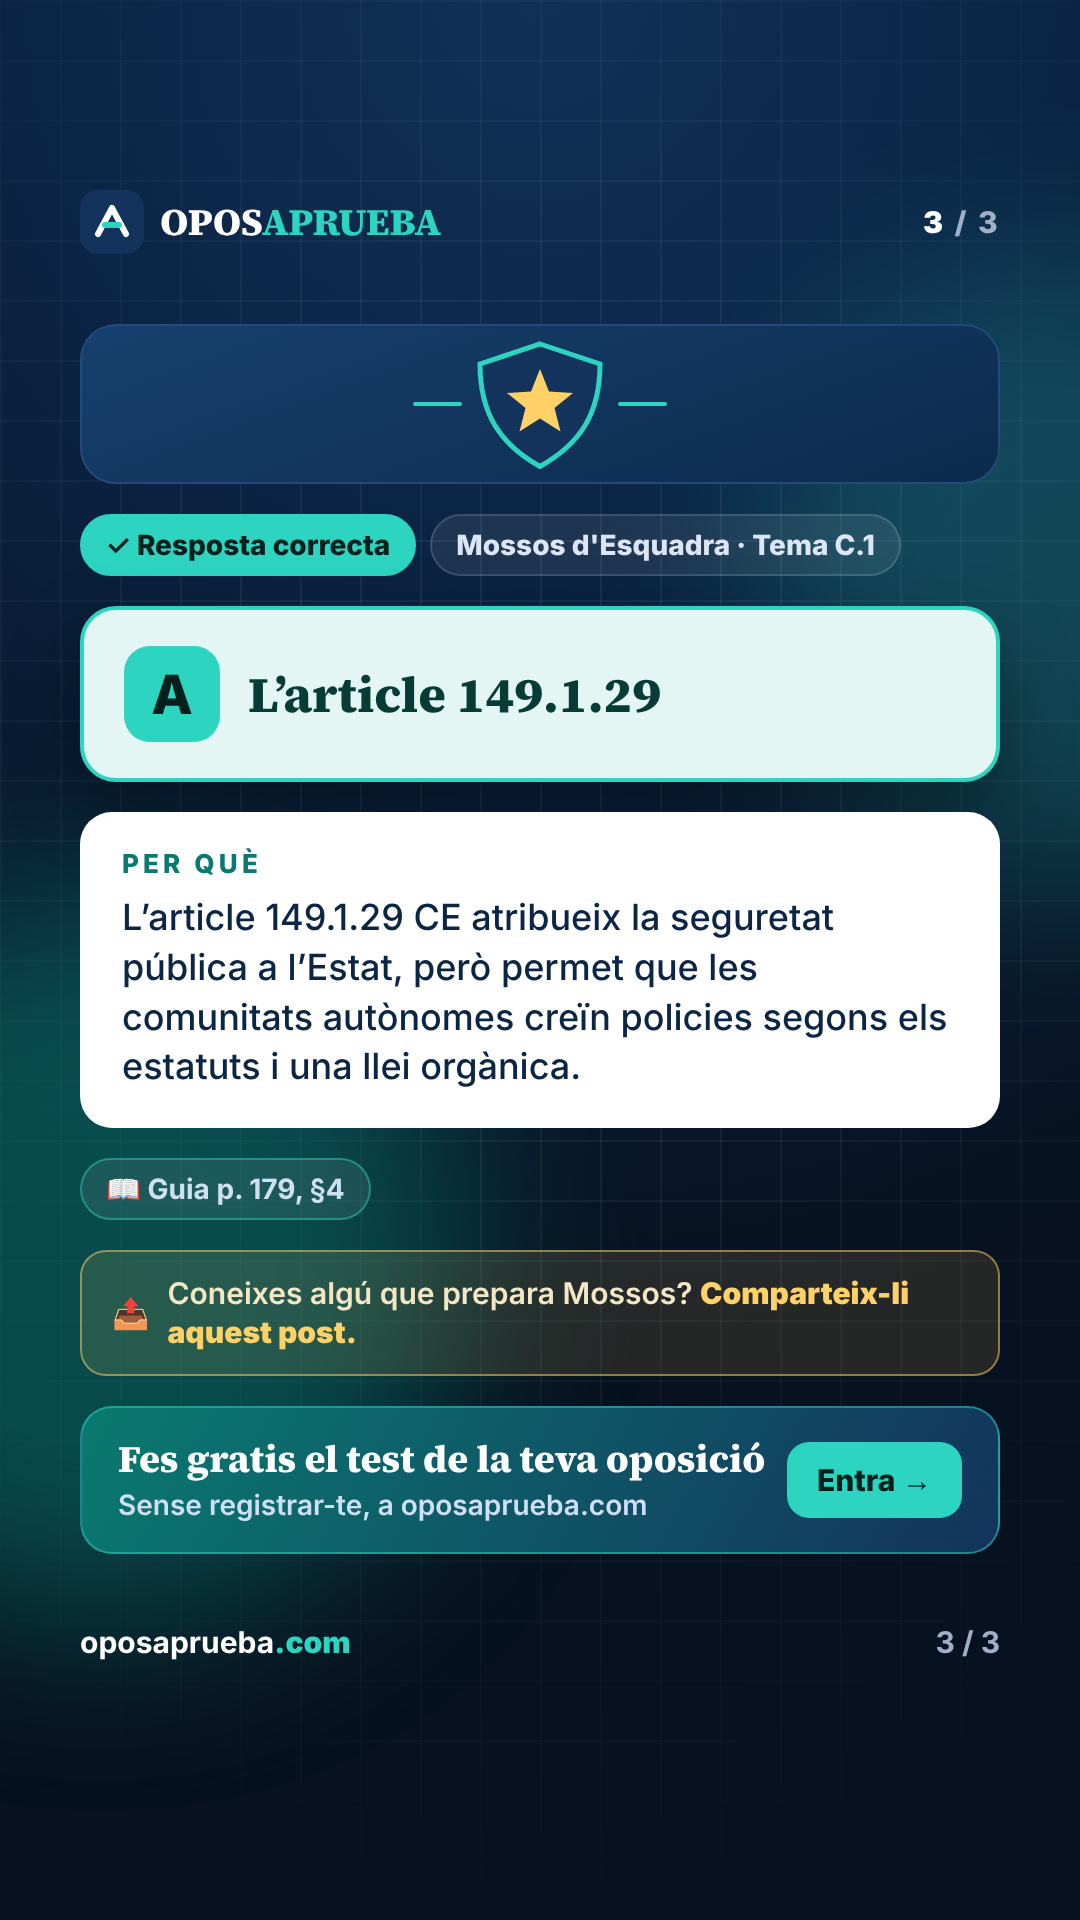 OPOSAPRUEBA
3 / 3
✓ Resposta correcta
Mossos d'Esquadra · Tema C.1
A
L’article 149.1.29
PER QUÈ
L’article 149.1.29 CE atribueix la seguretat
pública a l’Estat, però permet que les
comunitats autònomes creïn policies segons els
estatuts i una llei orgànica.
📖 Guia p. 179, §4
📤 Coneixes algú que prepara Mossos? Comparteix-li
aquest post.
Fes gratis el test de la teva oposició
Sense registrar-te, a oposaprueba.com
Entra →
oposaprueba.com
3 / 3